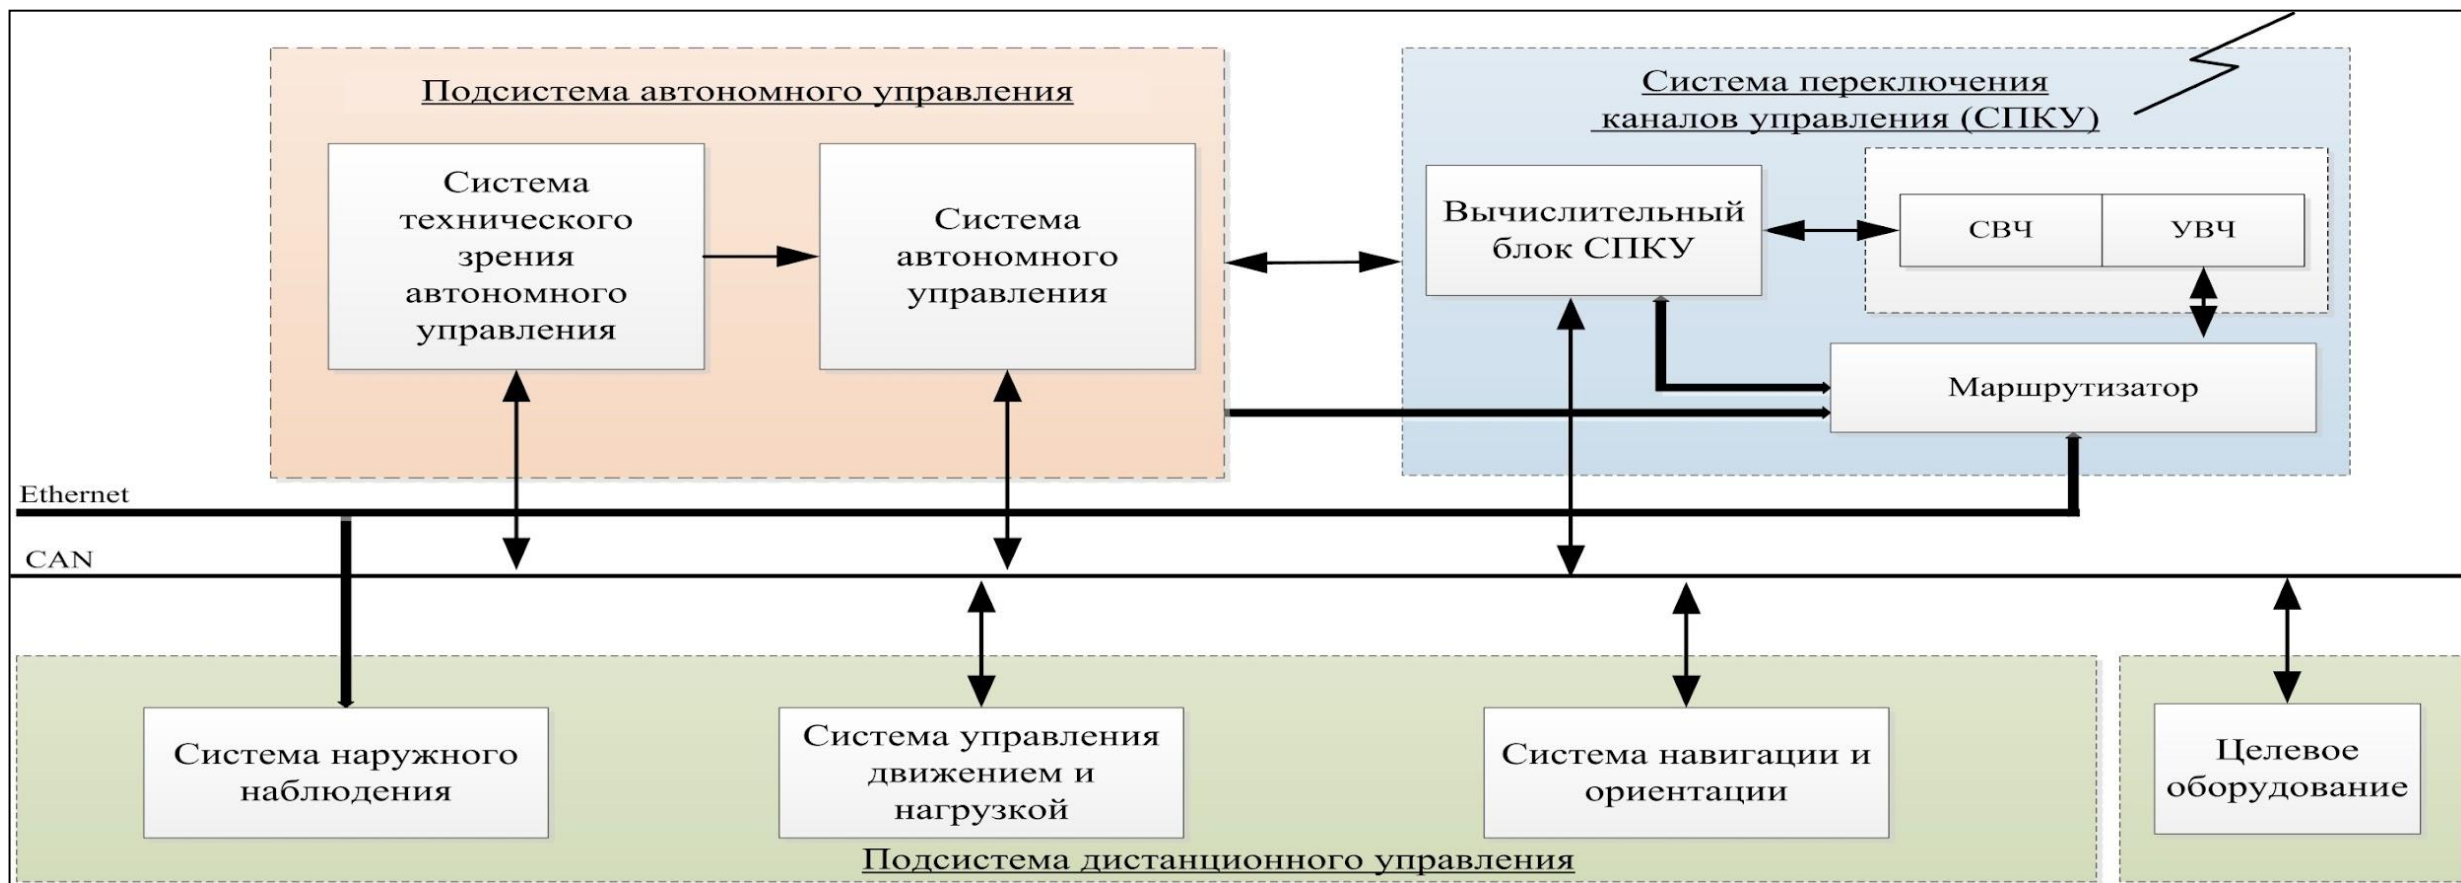 Подсистема автономного управления
Система
технического
зрения
автономного
управления
Система
автономного
управления
Система переключения
каналов управления (СПКУ)
Вычислительный
блок СПКУ
СВЧ
УВЧ
Маршрутизатор
Ethernet
CAN
Система наружного
наблюдения
Система управления
движением и
нагрузкой
Система навигации и
ориентации
Целевое
оборудование
Подсистема дистанционного управления